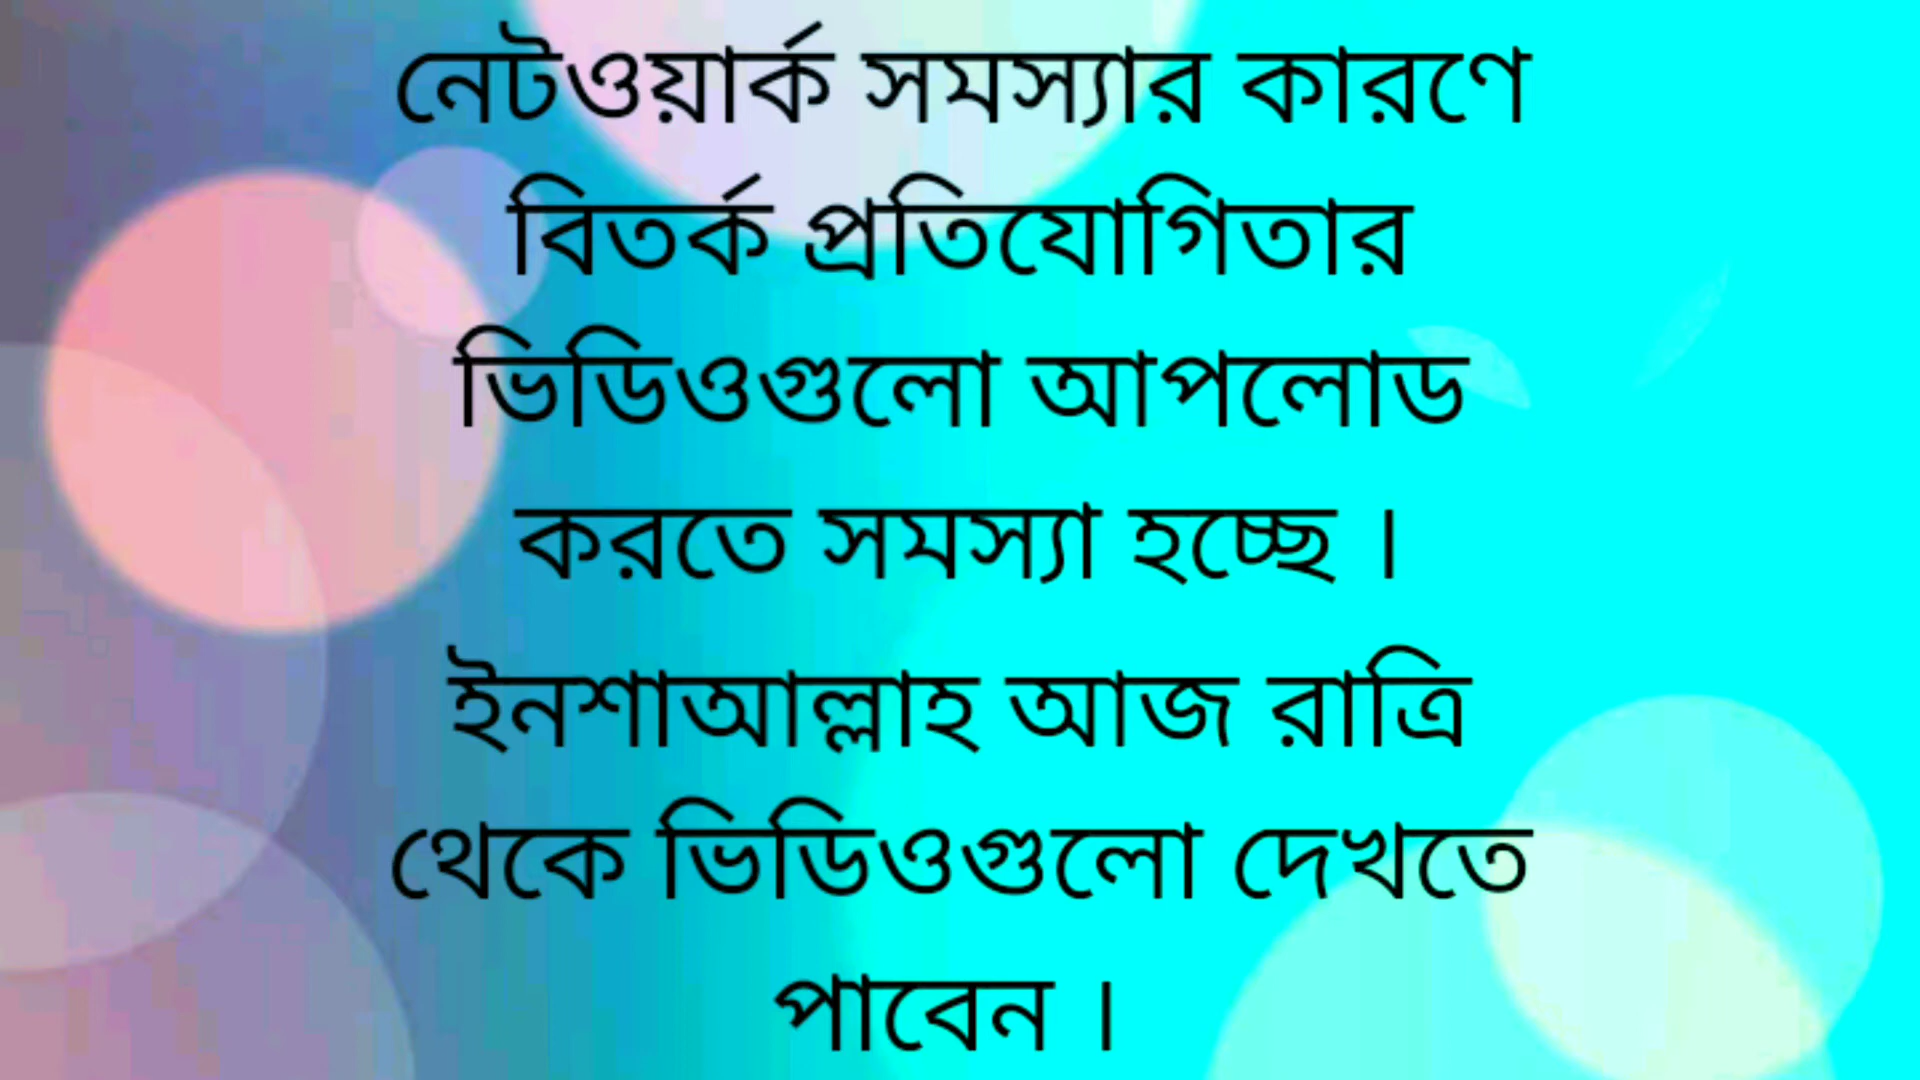 নেটওয়ার্ক সমস্যার কারণে
বিতর্ক প্রতিযোগিতার
ভিডিওগুলো আপলোড
করতে সমস্যা হচ্ছে ।
ইনশাআল্লাহ আজ রাত্রি
থেকে ভিডিওগুলো দেখতে
পাবেন ।